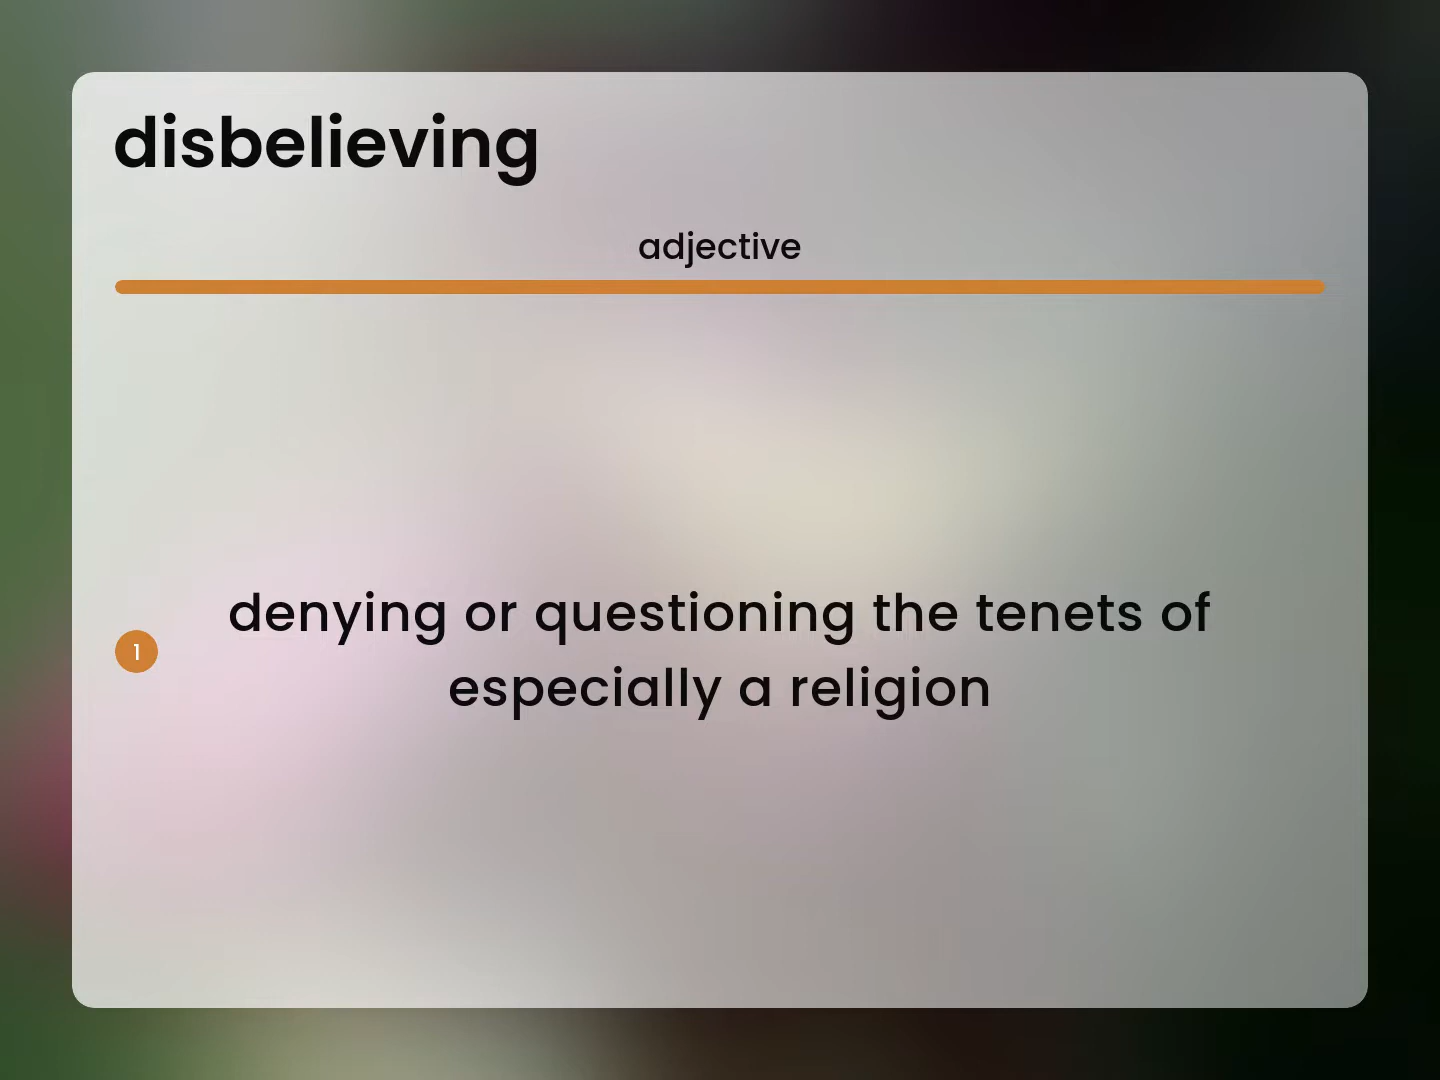 disbelieving
adjective
1
denying or questioning the tenets of
especially a religion